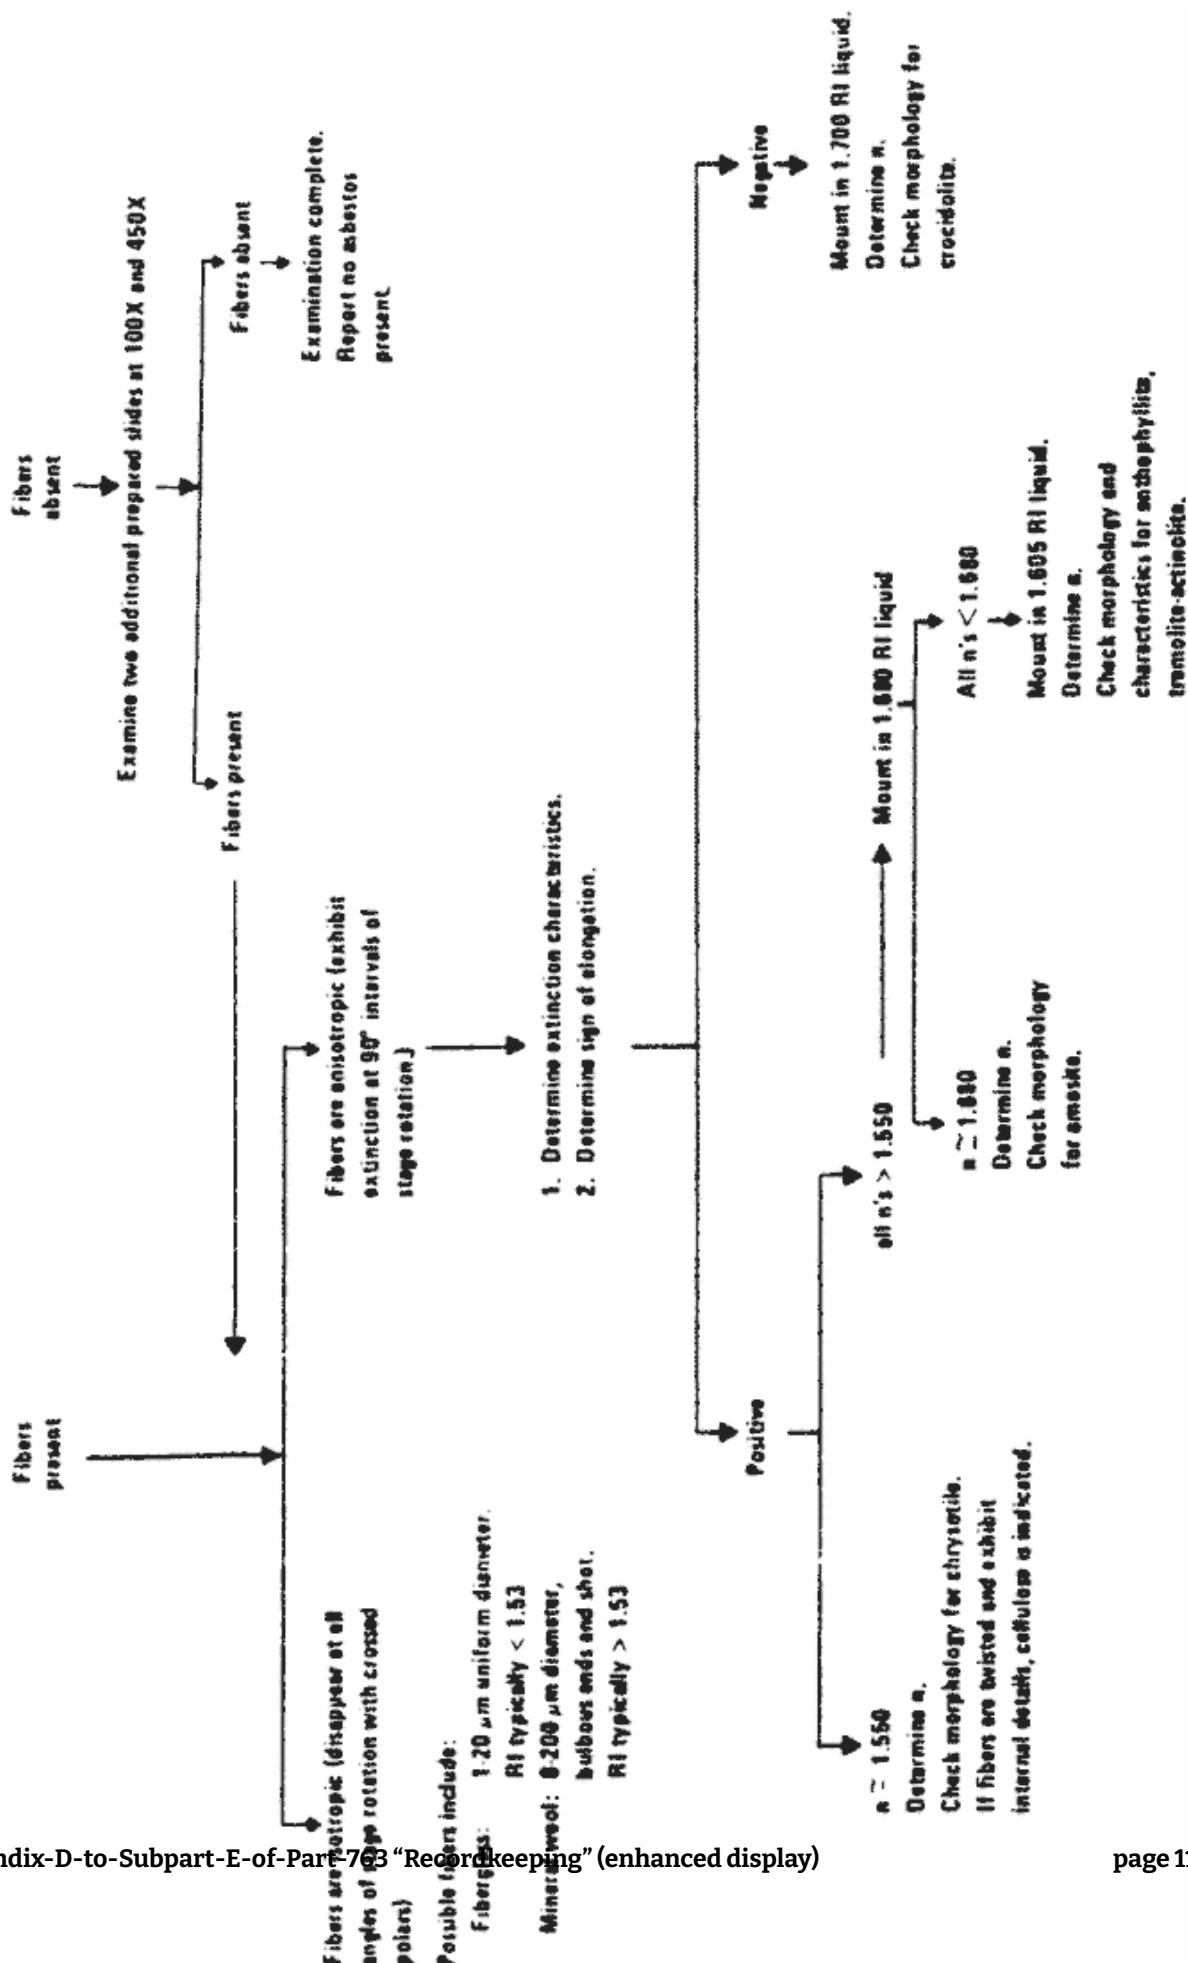 Fibers
present
Fibers
absent
Examine two additional prepared slides at 100X and 450X
Fibers present
Fibers absent
Examination complete.
Report no asbestos
present.
Fibers are isotropic (disappear at all
angles of stage rotation with crossed
polars)
Possible fibers include:
Fiberglass: 1-20 μm uniform diameter.
RI typically < 1.53
Mineral wool: 8-200 μm diameter,
bulbous ends and shot.
RI typically > 1.53
Fibers are anisotropic (exhibit
extinction at 90° intervals of
stage rotation)
1. Determine extinction characteristics.
2. Determine sign of elongation.
Positive
Negative
Mount in 1.700 RI liquid.
Determine n.
Check morphology for
crocidolite.
n ≃ 1.550
Determine n.
Check morphology for chrysotile.
If fibers are twisted and exhibit
internal details, cellulose is indicated.
all n's > 1.550
Mount in 1.680 RI liquid
n ≃ 1.680
Determine n.
Check morphology
for amosite.
All n's < 1.680
Mount in 1.605 RI liquid.
Determine n.
Check morphology and
characteristics for anthophyllite,
tremolite-actinolite.
ndix-D-to-Subpart-E-of-Part-763 “Recordkeeping” (enhanced display)
page 11